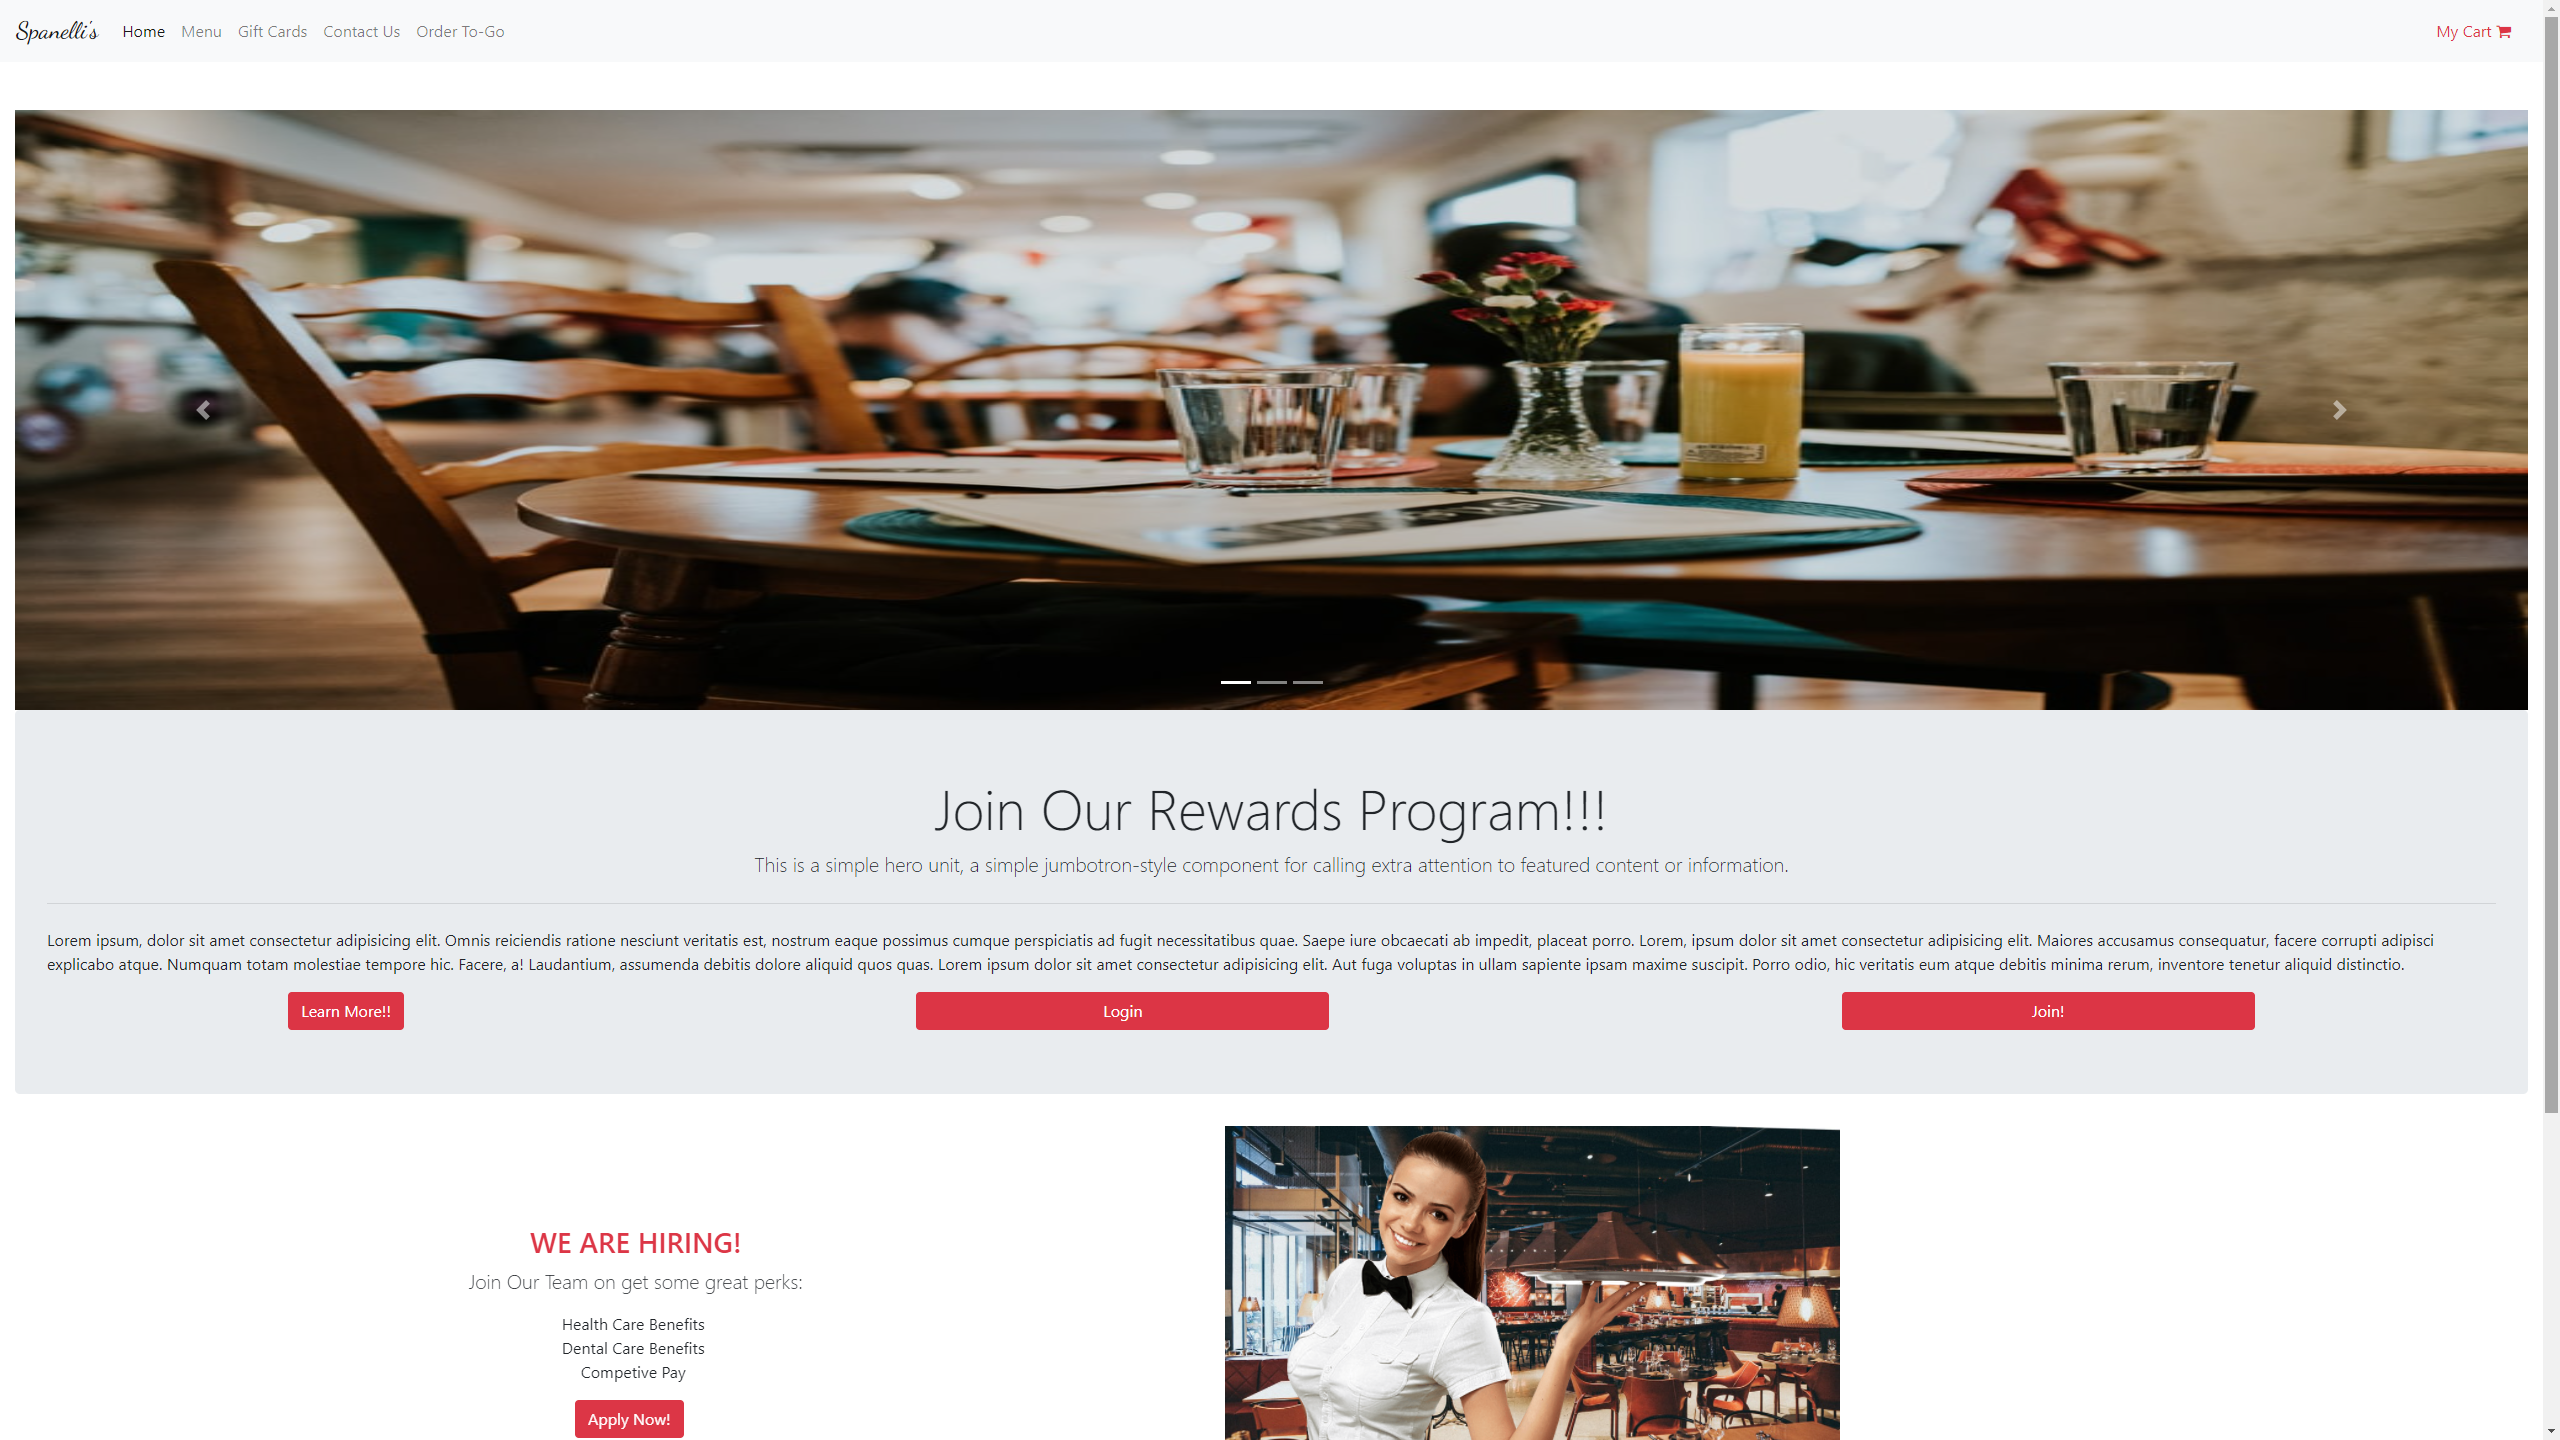 Spanelli's Home Menu Gift Cards Contact Us Order To-Go My Cart
Join Our Rewards Program!!!
This is a simple hero unit, a simple jumbotron-style component for calling extra attention to featured content or information.
Lorem ipsum, dolor sit amet consectetur adipisicing elit. Omnis reiciendis ratione nesciunt veritatis est, nostrum eaque possimus cumque perspiciatis ad fugit necessitatibus quae. Saepe iure obcaecati ab impedit, placeat porro. Lorem, ipsum dolor sit amet consectetur adipisicing elit. Maiores accusamus consequatur, facere corrupti adipisci
explicabo atque. Numquam totam molestiae tempore hic. Facere, a! Laudantium, assumenda debitis dolore aliquid quos quas. Lorem ipsum dolor sit amet consectetur adipisicing elit. Aut fuga voluptas in ullam sapiente ipsam maxime suscipit. Porro odio, hic veritatis eum atque debitis minima rerum, inventore tenetur aliquid distinctio.
Learn More!! Login Join!
WE ARE HIRING!
Join Our Team on get some great perks:
Health Care Benefits
Dental Care Benefits
Competive Pay
Apply Now!